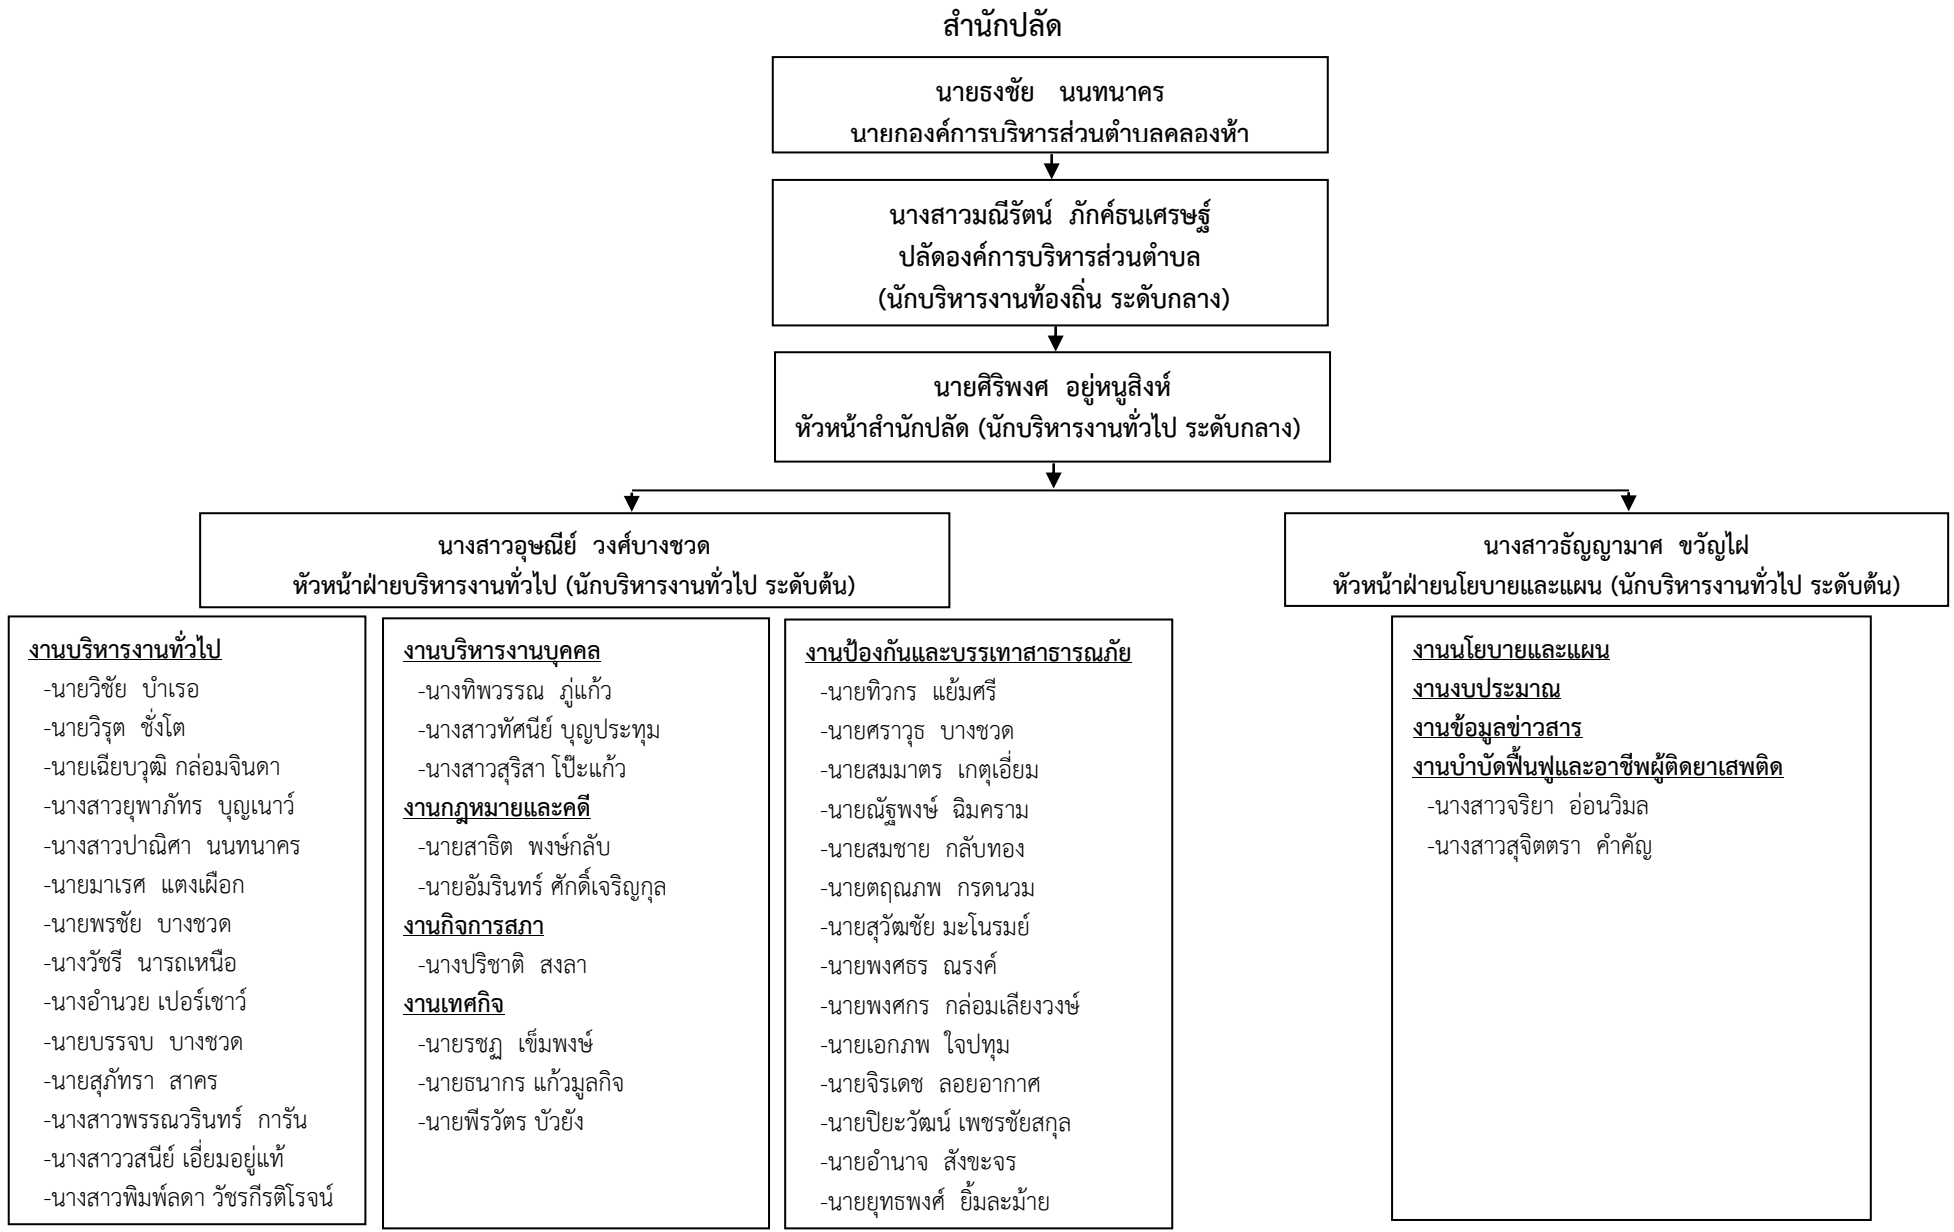 สำนักปลัด
นายธงชัย นนทนาคร
นายกองค์การบริหารส่วนตำบลคลองห้า
นางสาวมณีรัตน์ ภักค์ธนเศรษฐ์
ปลัดองค์การบริหารส่วนตำบล
(นักบริหารงานท้องถิ่น ระดับกลาง)
นายศิริพงศ อยู่หนูสิงห์
หัวหน้าสำนักปลัด (นักบริหารงานทั่วไป ระดับกลาง)
นางสาวอุษณีย์ วงศ์บางชวด
หัวหน้าฝ่ายบริหารงานทั่วไป (นักบริหารงานทั่วไป ระดับต้น)
นางสาวธัญญามาศ ขวัญไฝ
หัวหน้าฝ่ายนโยบายและแผน (นักบริหารงานทั่วไป ระดับต้น)
งานบริหารงานทั่วไป
-นายวิชัย บำเรอ
-นายวิรุต ชั่งโต
-นายเฉียบวุฒิ กล่อมจินดา
-นางสาวยุพาภัทร บุญเนาว์
-นางสาวปาณิศา นนทนาคร
-นายมาเรศ แตงเผือก
-นายพรชัย บางชวด
-นางวัชรี นารถเหนือ
-นางอำนวย เปอร์เชาว์
-นายบรรจบ บางชวด
-นายสุภัทรา สาคร
-นางสาวพรรณวรินทร์ การัน
-นางสาววสนีย์ เอี่ยมอยู่แท้
-นางสาวพิมพ์ลดา วัชรกีรติโรจน์
งานบริหารงานบุคคล
-นางทิพวรรณ ภู่แก้ว
-นางสาวทัศนีย์ บุญประทุม
-นางสาวสุริสา โป๊ะแก้ว
งานกฎหมายและคดี
-นายสาธิต พงษ์กลับ
-นายอัมรินทร์ ศักดิ์เจริญกุล
งานกิจการสภา
-นางปริชาติ สงลา
งานเทศกิจ
-นายรชฏ เข็มพงษ์
-นายธนากร แก้วมูลกิจ
-นายพีรวัตร บัวยัง
งานป้องกันและบรรเทาสาธารณภัย
-นายทิวกร แย้มศรี
-นายศราวุธ บางชวด
-นายสมมาตร เกตุเอี่ยม
-นายณัฐพงษ์ ฉิมคราม
-นายสมชาย กลับทอง
-นายตฤณภพ กรดนวม
-นายสุวัฒชัย มะโนรมย์
-นายพงศธร ณรงค์
-นายพงศกร กล่อมเลียงวงษ์
-นายเอกภพ ใจปทุม
-นายจิรเดช ลอยอากาศ
-นายปิยะวัฒน์ เพชรชัยสกุล
-นายอำนาจ สังขะจร
-นายยุทธพงศ์ ยิ้มละม้าย
งานนโยบายและแผน
งานงบประมาณ
งานข้อมูลข่าวสาร
งานบำบัดฟื้นฟูและอาชีพผู้ติดยาเสพติด
-นางสาวจริยา อ่อนวิมล
-นางสาวสุจิตตรา คำคัญ